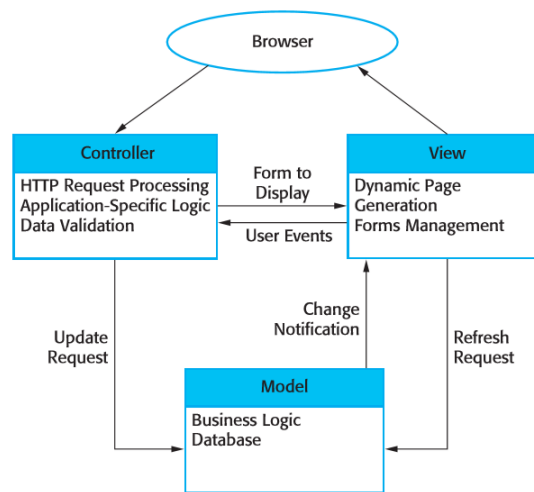 Browser
Controller
HTTP Request Processing
Application-Specific Logic
Data Validation
Form to
Display
User Events
View
Dynamic Page
Generation
Forms Management
Update
Request
Change
Notification
Refresh
Request
Model
Business Logic
Database